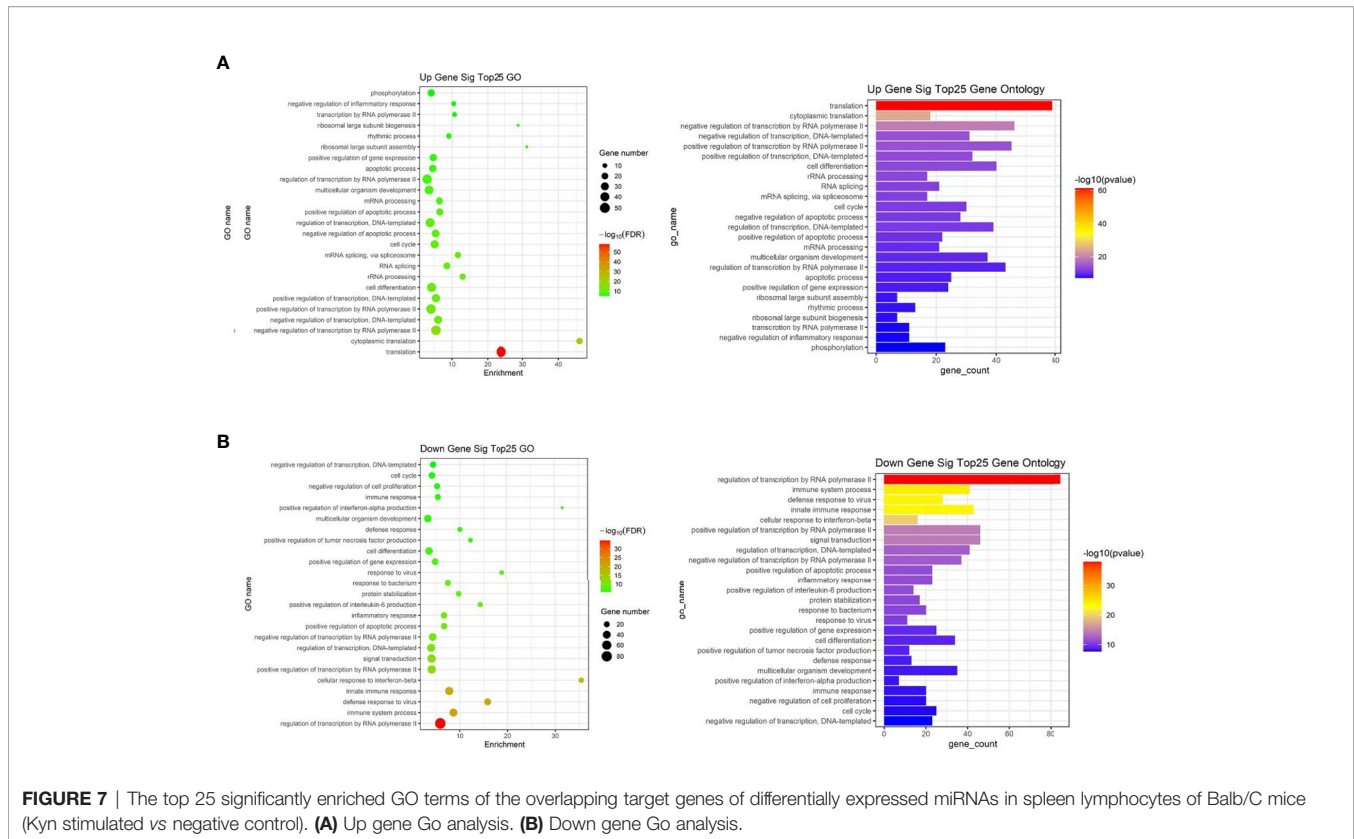 A
Up Gene Sig Top25 GO
GO name
GO name
phosphorylation
negative regulation of inflammatory response
transcription by RNA polymerase II
ribosomal large subunit biogenesis
rhythmic process
ribosomal large subunit assembly
positive regulation of gene expression
apoptotic process
regulation of transcription by RNA polymerase II
multicellular organism development
mRNA processing
positive regulation of apoptotic process
regulation of transcription, DNA-templated
negative regulation of apoptotic process
cell cycle
mRNA splicing, via spliceosome
RNA splicing
rRNA processing
cell differentiation
positive regulation of transcription, DNA-templated
positive regulation of transcription by RNA polymerase II
negative regulation of transcription, DNA-templated
negative regulation of transcription by RNA polymerase II
cytoplasmic translation
translation
10 20 30 40
Enrichment
Gene number
10
20
30
40
50
−log10(FDR)
50
40
30
20
10
Up Gene Sig Top25 Gene Ontology
go_name
translation
cytoplasmic translation
negative regulation of transcription by RNA polymerase II
negative regulation of transcription, DNA-templated
positive regulation of transcription by RNA polymerase II
positive regulation of transcription, DNA-templated
cell differentiation
rRNA processing
RNA splicing
mRNA splicing, via spliceosome
cell cycle
negative regulation of apoptotic process
regulation of transcription, DNA-templated
positive regulation of apoptotic process
mRNA processing
multicellular organism development
regulation of transcription by RNA polymerase II
apoptotic process
positive regulation of gene expression
ribosomal large subunit assembly
rhythmic process
ribosomal large subunit biogenesis
transcription by RNA polymerase II
negative regulation of inflammatory response
phosphorylation
0 20 40 60
gene_count
-log10(pvalue)
60
40
20
B
Down Gene Sig Top25 GO
GO name
negative regulation of transcription, DNA-templated
cell cycle
negative regulation of cell proliferation
immune response
positive regulation of interferon-alpha production
multicellular organism development
defense response
positive regulation of tumor necrosis factor production
cell differentiation
positive regulation of gene expression
response to virus
response to bacterium
protein stabilization
positive regulation of interleukin-6 production
inflammatory response
positive regulation of apoptotic process
negative regulation of transcription by RNA polymerase II
regulation of transcription, DNA-templated
signal transduction
positive regulation of transcription by RNA polymerase II
cellular response to interferon-beta
innate immune response
defense response to virus
immune system process
regulation of transcription by RNA polymerase II
10 20 30
Enrichment
−log10(FDR)
30
25
20
15
10
Gene number
20
40
60
80
Down Gene Sig Top25 Gene Ontology
go_name
regulation of transcription by RNA polymerase II
immune system process
defense response to virus
innate immune response
cellular response to interferon-beta
positive regulation of transcription by RNA polymerase II
signal transduction
regulation of transcription, DNA-templated
negative regulation of transcription by RNA polymerase II
positive regulation of apoptotic process
inflammatory response
positive regulation of interleukin-6 production
protein stabilization
response to bacterium
response to virus
positive regulation of gene expression
cell differentiation
positive regulation of tumor necrosis factor production
defense response
multicellular organism development
positive regulation of interferon-alpha production
immune response
negative regulation of cell proliferation
cell cycle
negative regulation of transcription, DNA-templated
0 20 40 60 80
gene_count
-log10(pvalue)
30
20
10
FIGURE 7 | The top 25 significantly enriched GO terms of the overlapping target genes of differentially expressed miRNAs in spleen lymphocytes of Balb/C mice
(Kyn stimulated vs negative control). (A) Up gene Go analysis. (B) Down gene Go analysis.